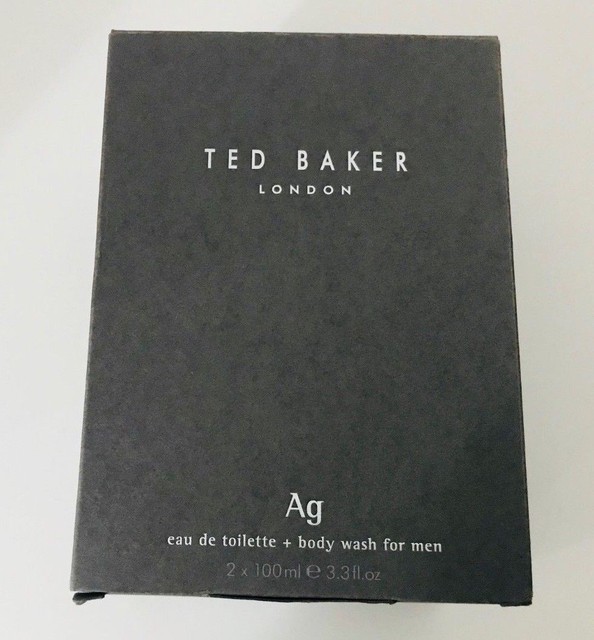 TED BAKER
LONDON
Ag
eau de toilette + body wash for men
2 x 100ml ℮ 3.3fl.oz